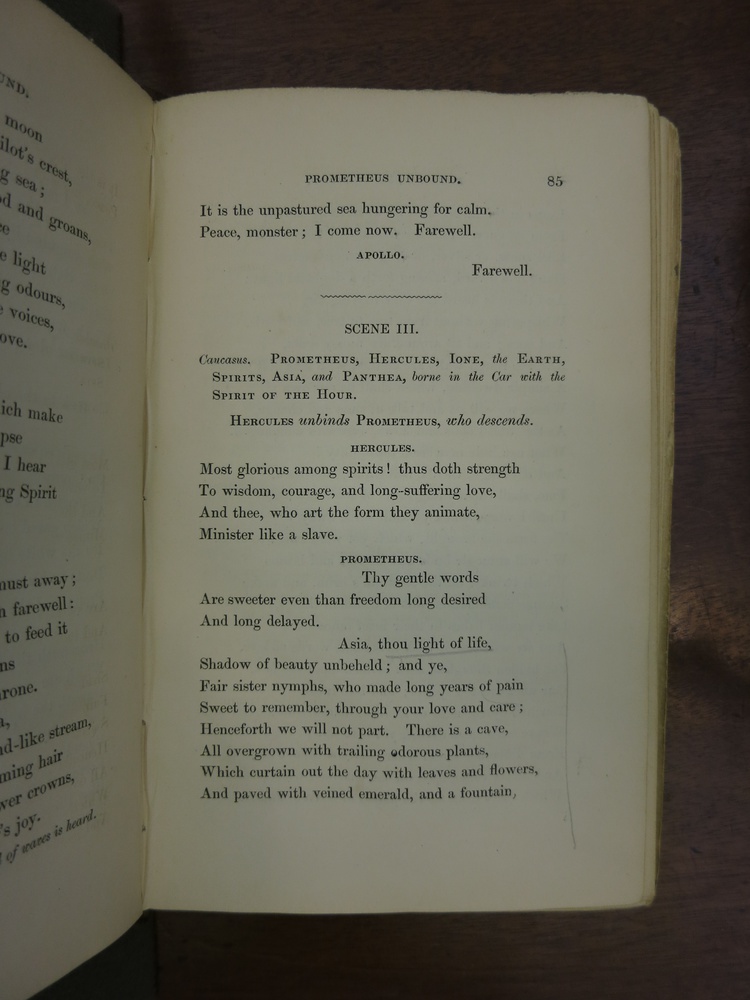 UND.
moon
ilot's crest,
g sea;
d and groans,
e light
g odours,
voices,
ove.
ich make
pse
I hear
ng Spirit
must away;
n farewell:
to feed it
ns
rone.
d-like stream,
ming hair
ver crowns,
's joy.
of waves is heard.
PROMETHEUS UNBOUND. 85
It is the unpastured sea hungering for calm.
Peace, monster; I come now. Farewell.
APOLLO.
Farewell.
SCENE III.
Caucasus. PROMETHEUS, HERCULES, IONE, the EARTH,
SPIRITS, ASIA, and PANTHEA, borne in the Car with the
SPIRIT OF THE HOUR.
HERCULES unbinds PROMETHEUS, who descends.
HERCULES.
Most glorious among spirits! thus doth strength
To wisdom, courage, and long-suffering love,
And thee, who art the form they animate,
Minister like a slave.
PROMETHEUS.
Thy gentle words
Are sweeter even than freedom long desired
And long delayed.
Asia, thou light of life,
Shadow of beauty unbeheld; and ye,
Fair sister nymphs, who made long years of pain
Sweet to remember, through your love and care;
Henceforth we will not part. There is a cave,
All overgrown with trailing odorous plants,
Which curtain out the day with leaves and flowers,
And paved with veined emerald, and a fountain,